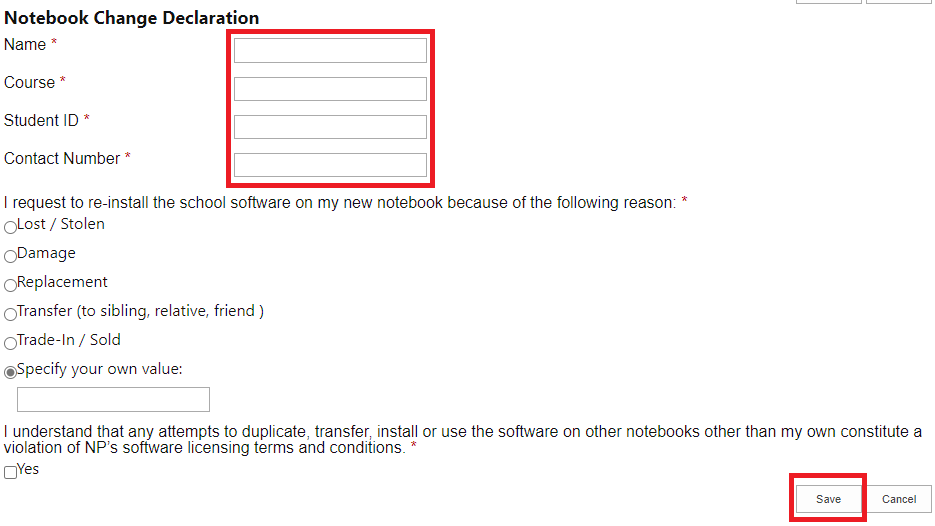 Notebook Change Declaration
Name *
Course *
Student ID *
Contact Number *
I request to re-install the school software on my new notebook because of the following reason: *
Lost / Stolen
Damage
Replacement
Transfer (to sibling, relative, friend )
Trade-In / Sold
Specify your own value:
I understand that any attempts to duplicate, transfer, install or use the software on other notebooks other than my own constitute a
violation of NP's software licensing terms and conditions. *
Yes
Save Cancel